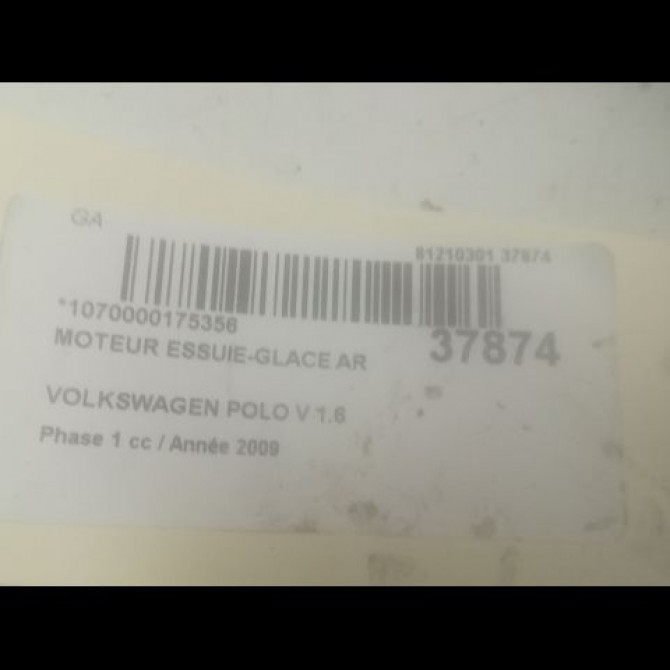 GA
81210301 37874
*1070000175356
37874
MOTEUR ESSUIE-GLACE AR
VOLKSWAGEN POLO V 1.6
Phase 1 cc / Année 2009